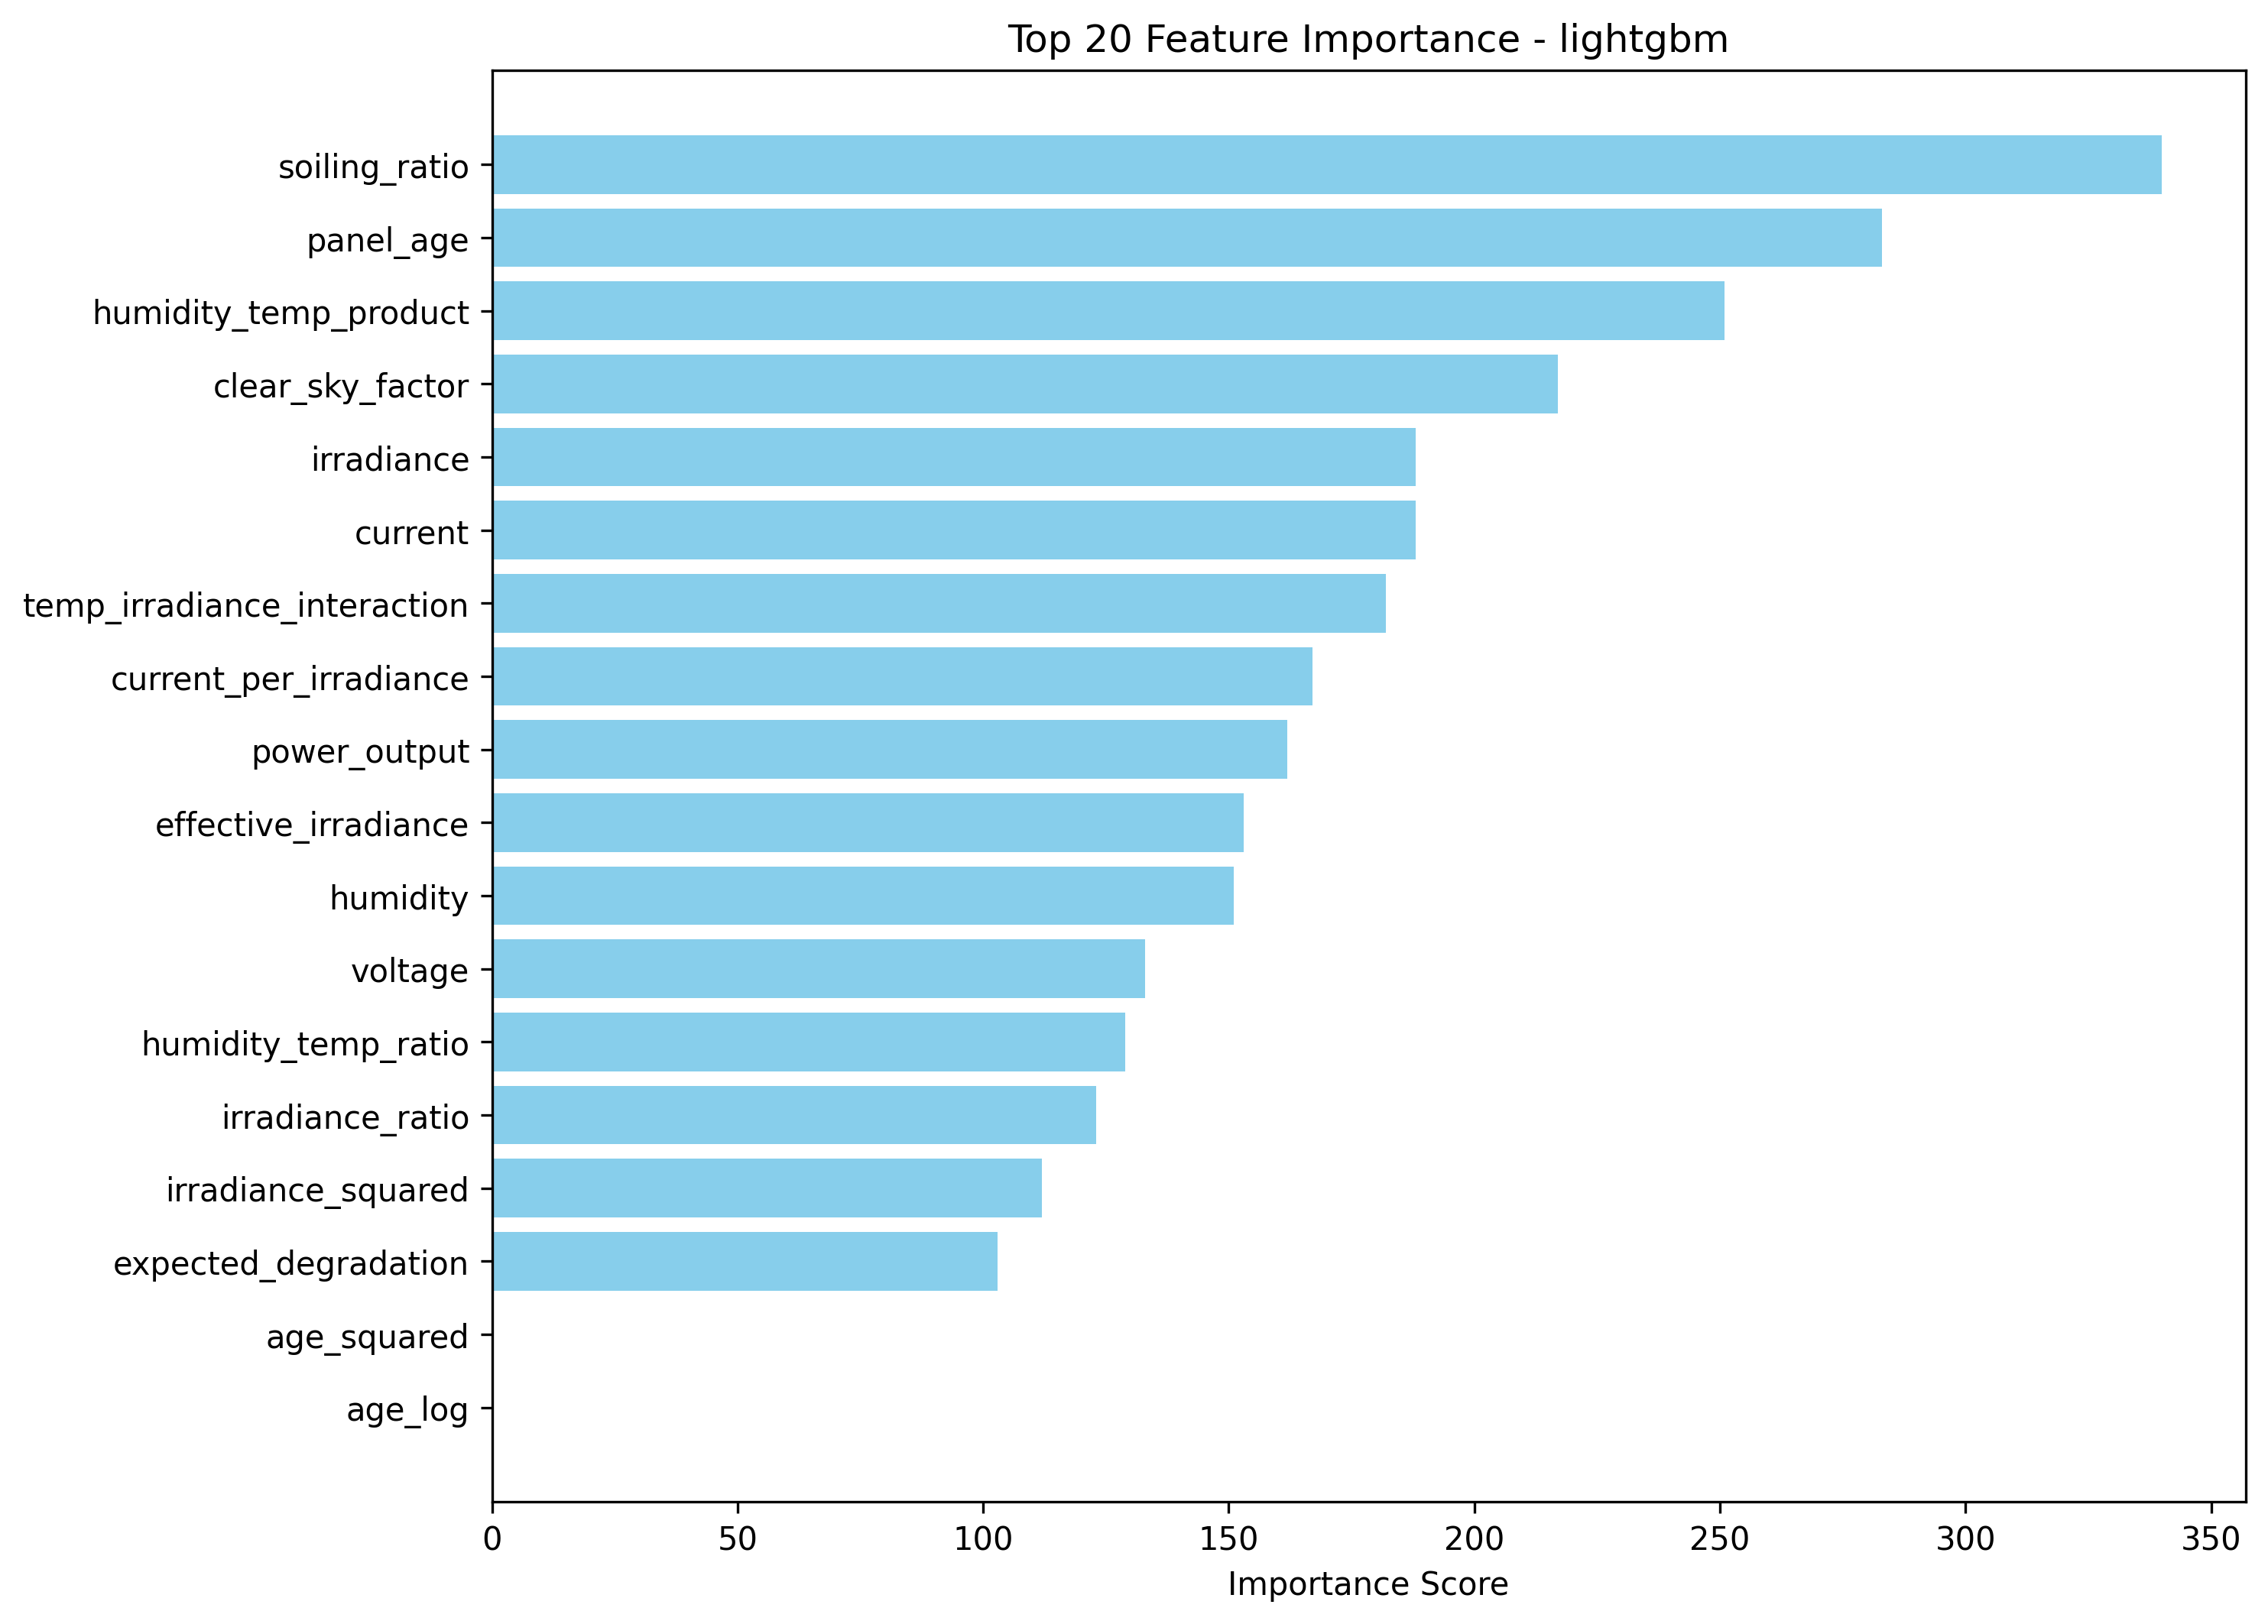 Top 20 Feature Importance - lightgbm
soiling_ratio
panel_age
humidity_temp_product
clear_sky_factor
irradiance
current
temp_irradiance_interaction
current_per_irradiance
power_output
effective_irradiance
humidity
voltage
humidity_temp_ratio
irradiance_ratio
irradiance_squared
expected_degradation
age_squared
age_log
0 50 100 150 200 250 300 350
Importance Score